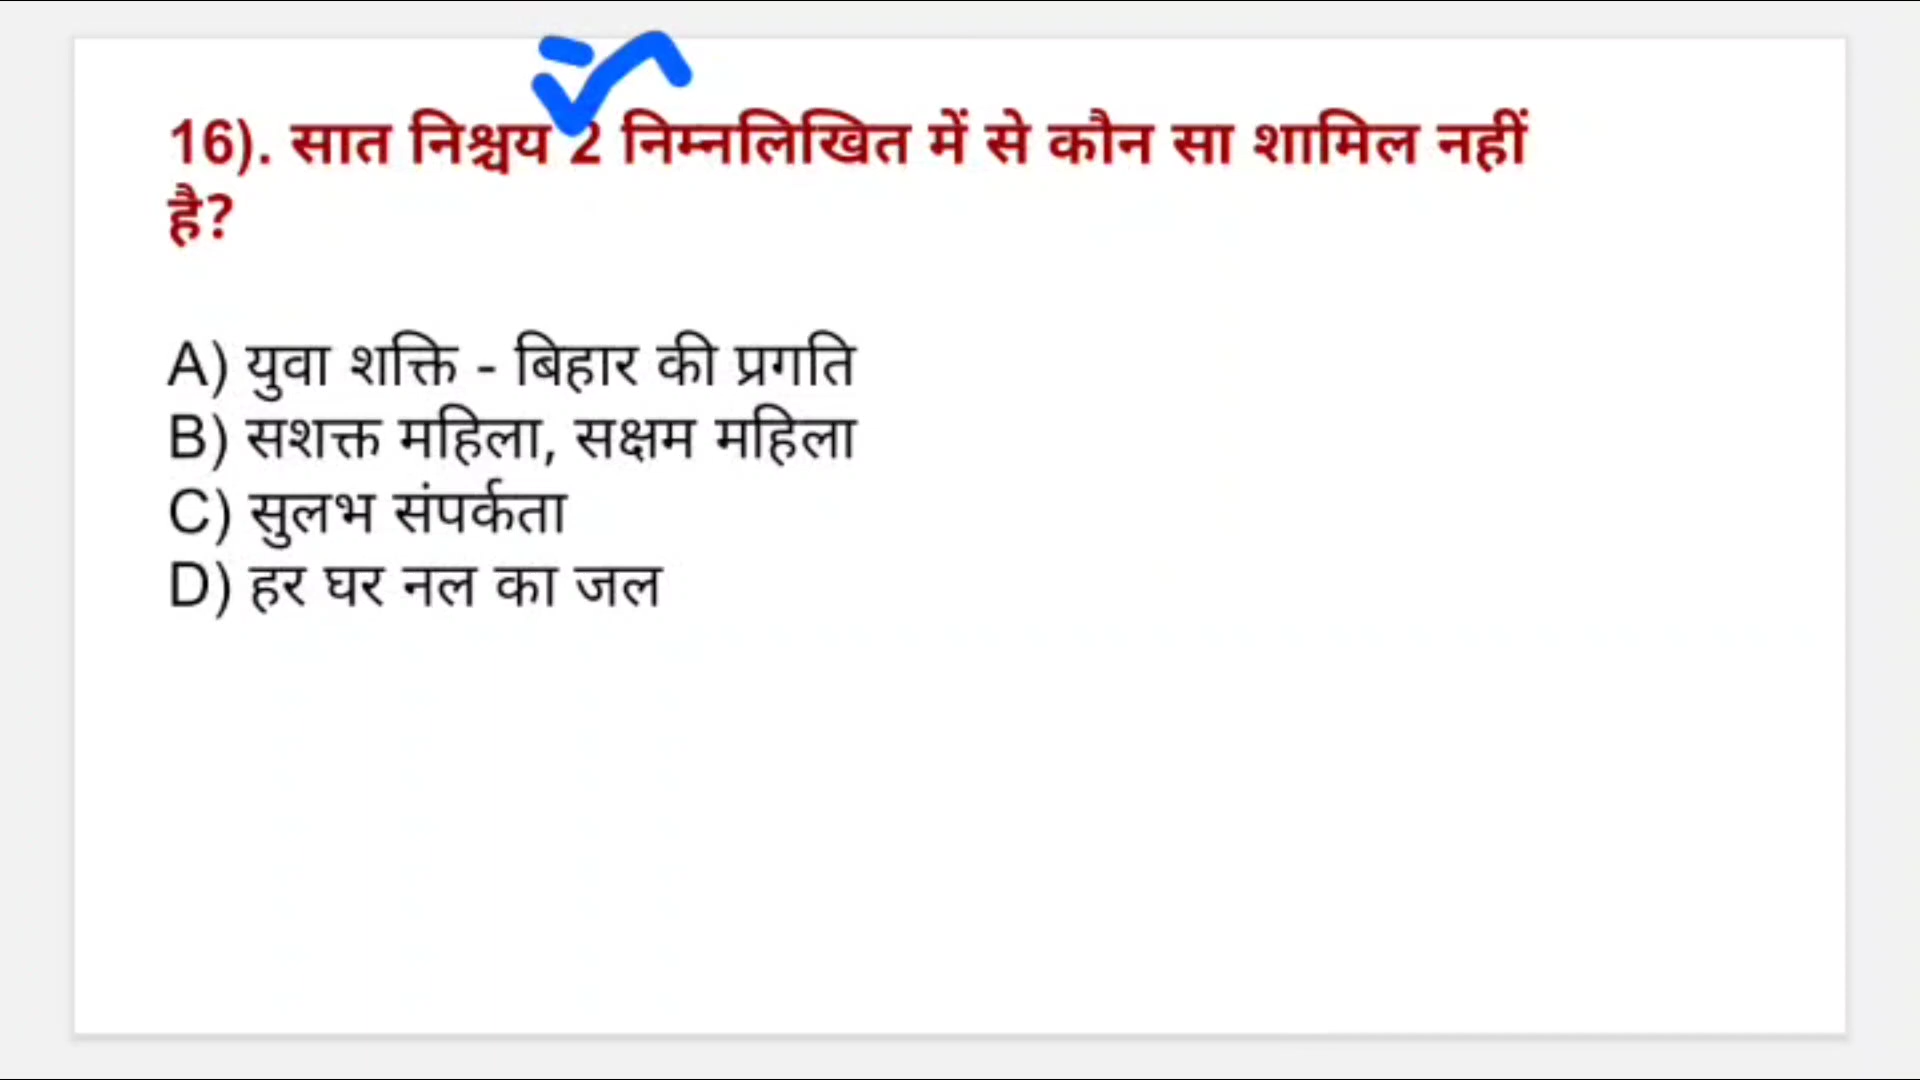 16). सात निश्चय 2 निम्नलिखित में से कौन सा शामिल नहीं
है?
A) युवा शक्ति - बिहार की प्रगति
B) सशक्त महिला, सक्षम महिला
C) सुलभ संपर्कता
D) हर घर नल का जल